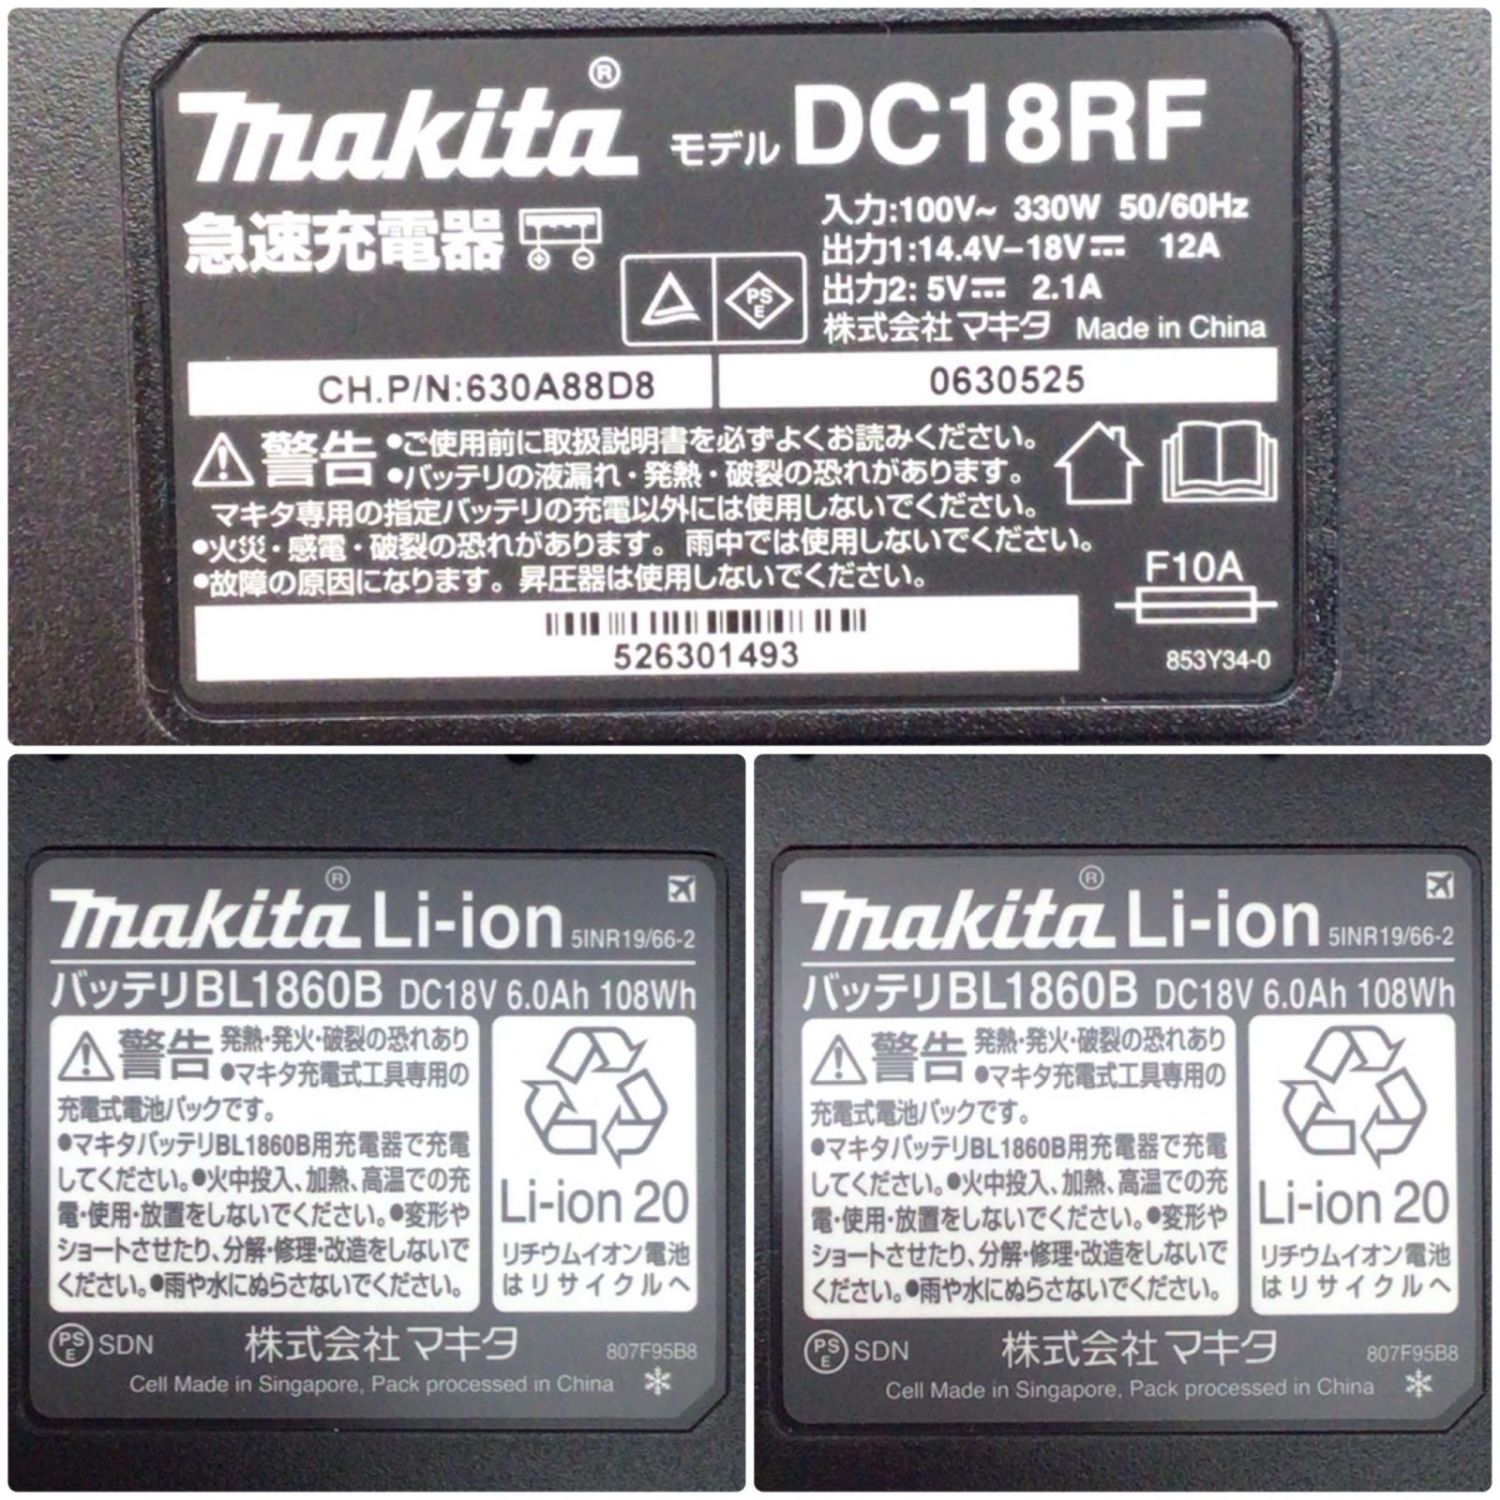 makita® モデル DC18RF
急速充電器
入力:100V~ 330W 50/60Hz
出力1:14.4V-18V⎓ 12A
出力2: 5V⎓ 2.1A
PSE
株式会社マキタ Made in China
CH.P/N:630A88D8
0630525
⚠警告 •ご使用前に取扱説明書を必ずよくお読みください。
•バッテリの液漏れ・発熱・破裂の恐れがあります。
マキタ専用の指定バッテリの充電以外には使用しないでください。
•火災・感電・破裂の恐れがあります。雨中では使用しないでください。
•故障の原因になります。昇圧器は使用しないでください。
F10A
526301493
853Y34-0
makita® Li-ion 5INR19/66-2
バッテリBL1860B DC18V 6.0Ah 108Wh
⚠警告 発熱・発火・破裂の恐れあり
•マキタ充電式工具専用の
充電式電池パックです。
•マキタバッテリBL1860B用充電器で充電
してください。•火中投入、加熱、高温での充
電・使用・放置をしないでください。•変形や
ショートさせたり、分解・修理・改造をしないで
ください。•雨や水にぬらさないでください。
Li-ion 20
リチウムイオン電池
はリサイクルへ
PSE SDN 株式会社マキタ 807F95B8
Cell Made in Singapore, Pack processed in China
makita® Li-ion 5INR19/66-2
バッテリBL1860B DC18V 6.0Ah 108Wh
⚠警告 発熱・発火・破裂の恐れあり
•マキタ充電式工具専用の
充電式電池パックです。
•マキタバッテリBL1860B用充電器で充電
してください。•火中投入、加熱、高温での充
電・使用・放置をしないでください。•変形や
ショートさせたり、分解・修理・改造をしないで
ください。•雨や水にぬらさないでください。
Li-ion 20
リチウムイオン電池
はリサイクルへ
PSE SDN 株式会社マキタ 807F95B8
Cell Made in Singapore, Pack processed in China